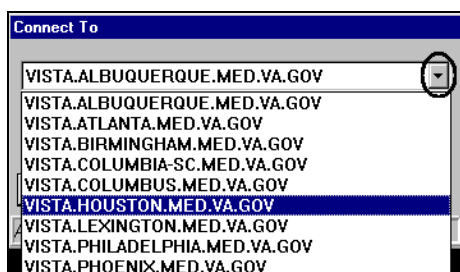 Connect To
VISTA.ALBUQUERQUE.MED.VA.GOV
VISTA.ALBUQUERQUE.MED.VA.GOV
VISTA.ATLANTA.MED.VA.GOV
VISTA.BIRMINGHAM.MED.VA.GOV
VISTA.COLUMBIA-SC.MED.VA.GOV
VISTA.COLUMBUS.MED.VA.GOV
VISTA.HOUSTON.MED.VA.GOV
VISTA.LEXINGTON.MED.VA.GOV
VISTA.PHILADELPHIA.MED.VA.GOV
VISTA.PHOENIX.MED.VA.GOV